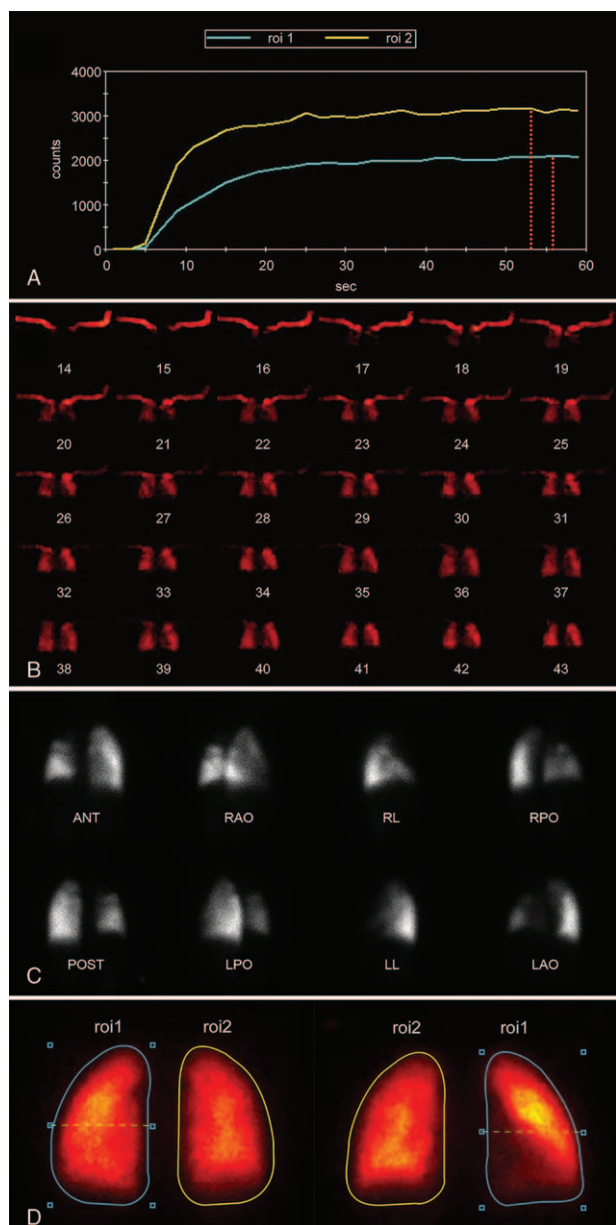 roi 1 roi 2
4000
3000
2000
1000
0
counts
0 10 20 30 40 50 60
sec
A
14 15 16 17 18 19
20 21 22 23 24 25
26 27 28 29 30 31
32 33 34 35 36 37
38 39 40 41 42 43
B
ANT RAO RL RPO
POST LPO LL LAO
C
roi1 roi2 roi2 roi1
D